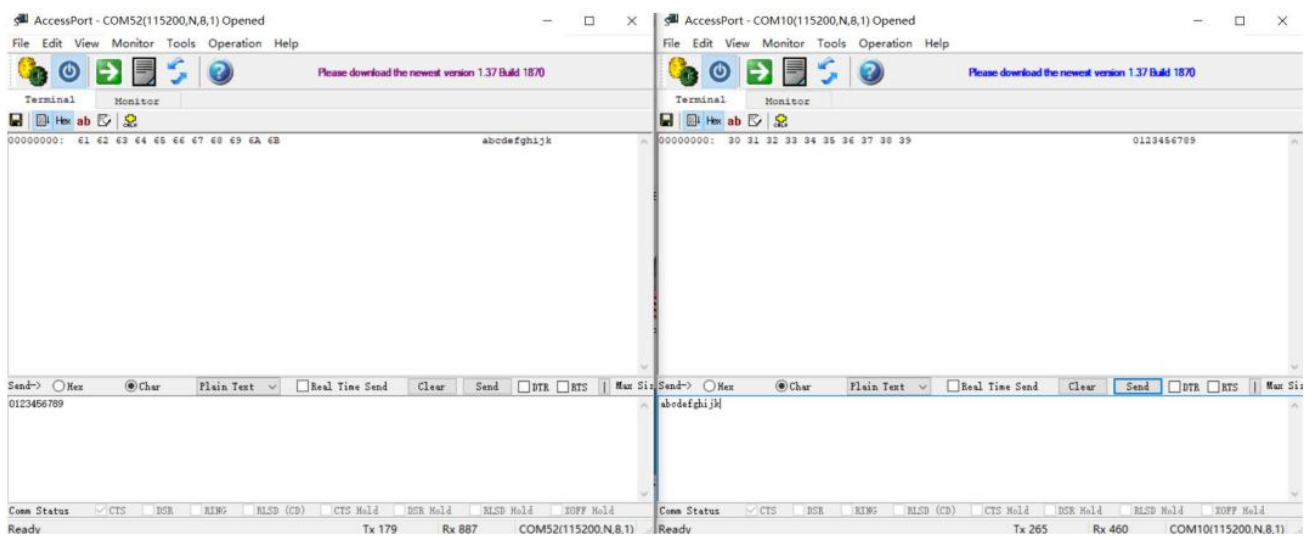 AccessPort - COM52(115200,N,8,1) Opened
File Edit View Monitor Tools Operation Help
Please download the newest version 1.37 Build 1870
Terminal Monitor
Hex ab
00000000: 61 62 63 64 65 66 67 68 69 6A 6B abcdefghijk
Send-> Hex Char Plain Text Real Time Send Clear Send DTR RTS | Max Siz
0123456789
Comm Status CTS DSR RING RLSD (CD) CTS Hold DSR Hold RLSD Hold XOFF Hold
Ready Tx 179 Rx 887 COM52(115200,N,8,1)
AccessPort - COM10(115200,N,8,1) Opened
File Edit View Monitor Tools Operation Help
Please download the newest version 1.37 Build 1870
Terminal Monitor
Hex ab
00000000: 30 31 32 33 34 35 36 37 38 39 0123456789
Send-> Hex Char Plain Text Real Time Send Clear Send DTR RTS | Max Siz
abcdefghijk
Comm Status CTS DSR RING RLSD (CD) CTS Hold DSR Hold RLSD Hold XOFF Hold
Ready Tx 265 Rx 460 COM10(115200,N,8,1)